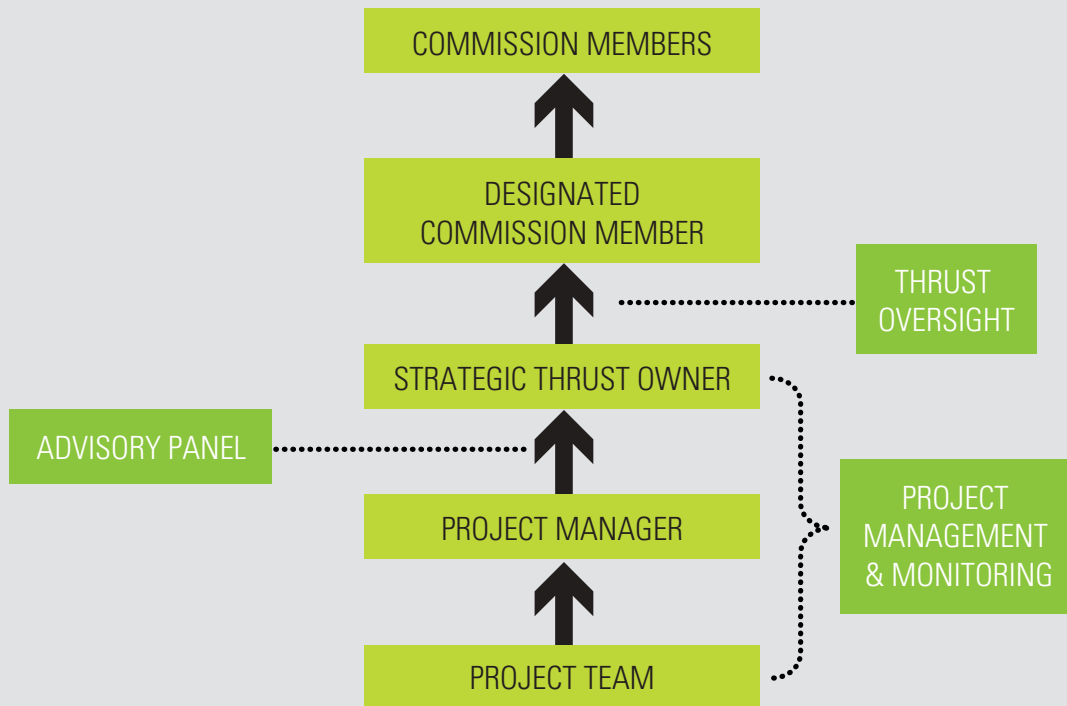 COMMISSION MEMBERS
DESIGNATED
COMMISSION MEMBER
THRUST
OVERSIGHT
STRATEGIC THRUST OWNER
ADVISORY PANEL
PROJECT MANAGER
PROJECT
MANAGEMENT
& MONITORING
PROJECT TEAM